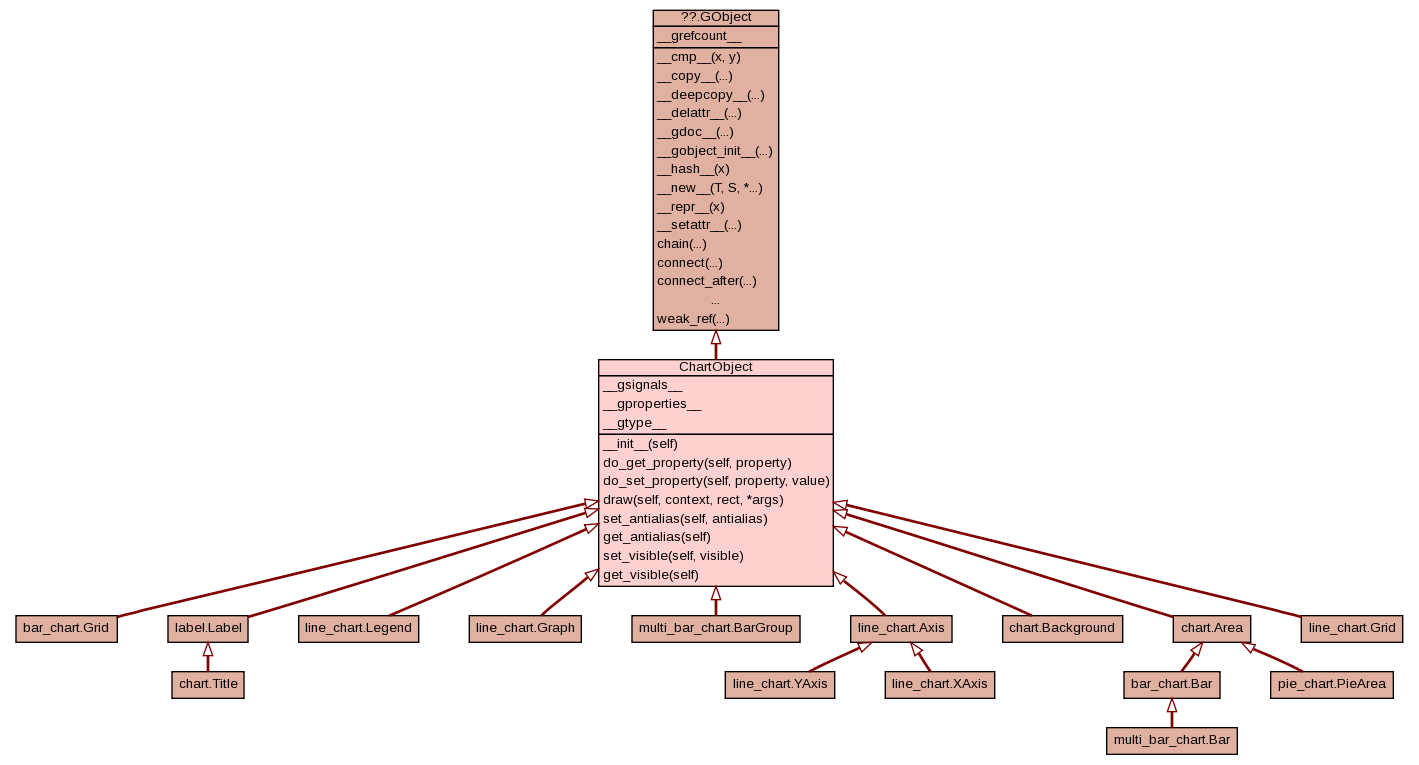 ??.GObject
__grefcount__
__cmp__(x, y)
__copy__(...)
__deepcopy__(...)
__delattr__(...)
__gdoc__(...)
__gobject_init__(...)
__hash__(x)
__new__(T, S, *...)
__repr__(x)
__setattr__(...)
chain(...)
connect(...)
connect_after(...)
...
weak_ref(...)
ChartObject
__gsignals__
__gproperties__
__gtype__
__init__(self)
do_get_property(self, property)
do_set_property(self, property, value)
draw(self, context, rect, *args)
set_antialias(self, antialias)
get_antialias(self)
set_visible(self, visible)
get_visible(self)
bar_chart.Grid
label.Label
line_chart.Legend
line_chart.Graph
multi_bar_chart.BarGroup
line_chart.Axis
chart.Background
chart.Area
line_chart.Grid
chart.Title
line_chart.YAxis
line_chart.XAxis
bar_chart.Bar
pie_chart.PieArea
multi_bar_chart.Bar